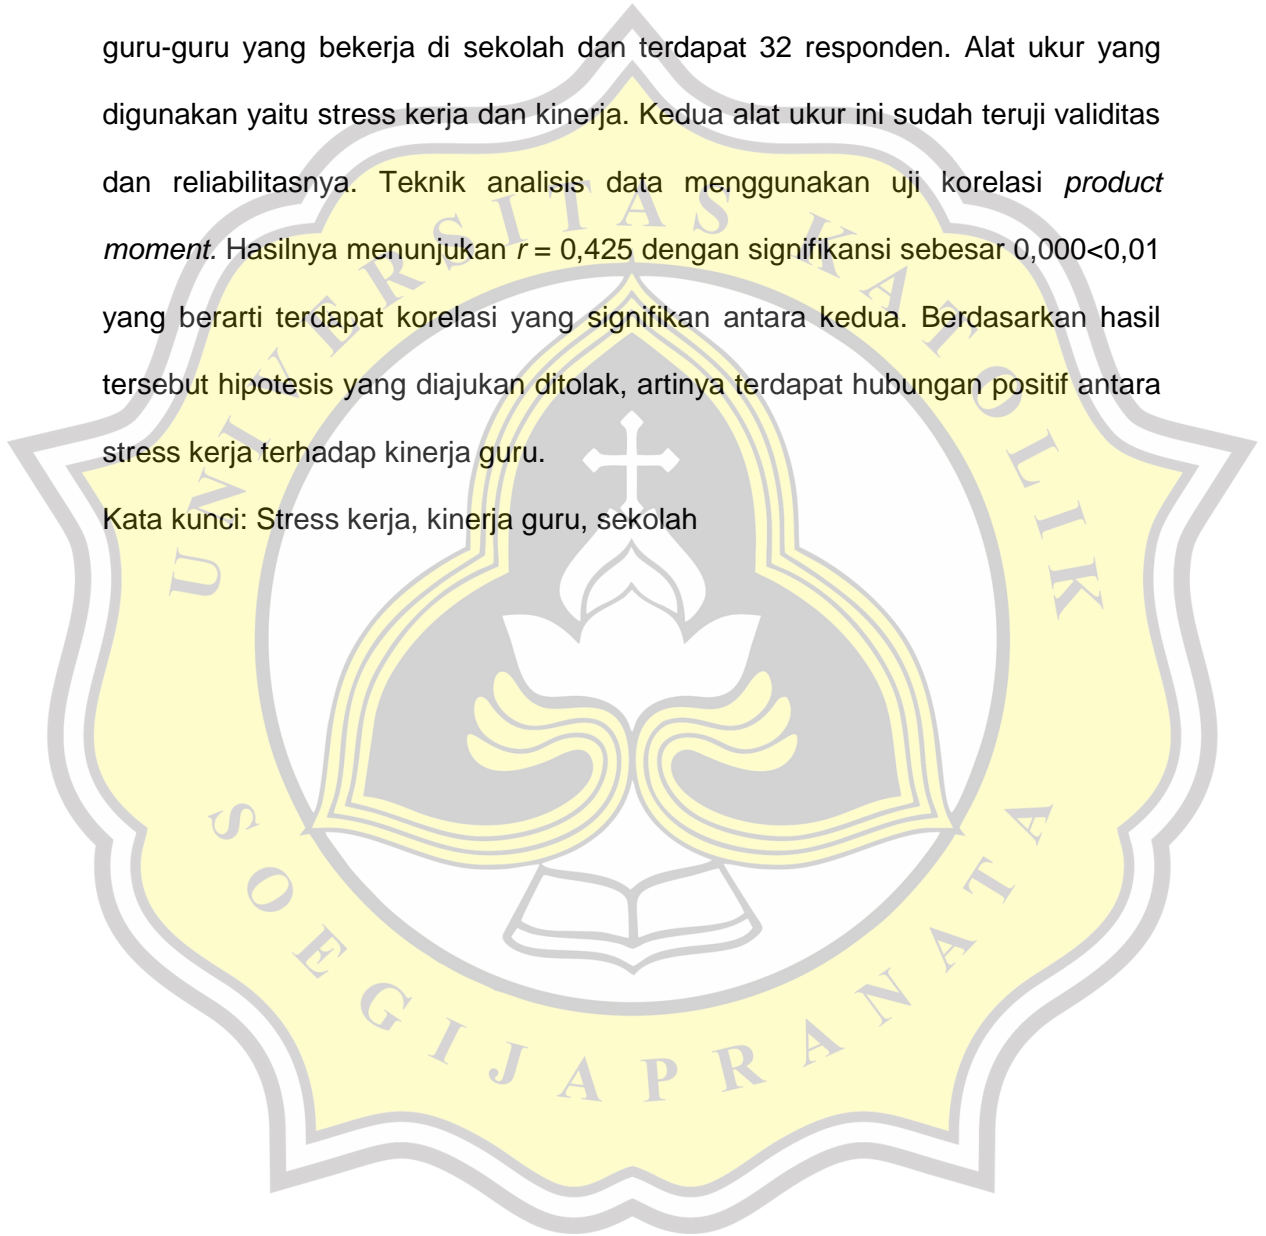 guru-guru yang bekerja di sekolah dan terdapat 32 responden. Alat ukur yang
digunakan yaitu stress kerja dan kinerja. Kedua alat ukur ini sudah teruji validitas
dan reliabilitasnya. Teknik analisis data menggunakan uji korelasi product
moment. Hasilnya menunjukan r = 0,425 dengan signifikansi sebesar 0,000<0,01
yang berarti terdapat korelasi yang signifikan antara kedua. Berdasarkan hasil
tersebut hipotesis yang diajukan ditolak, artinya terdapat hubungan positif antara
stress kerja terhadap kinerja guru.
Kata kunci: Stress kerja, kinerja guru, sekolah
UNIVERSITAS KATOLIK
SOEGIJAPRANATA